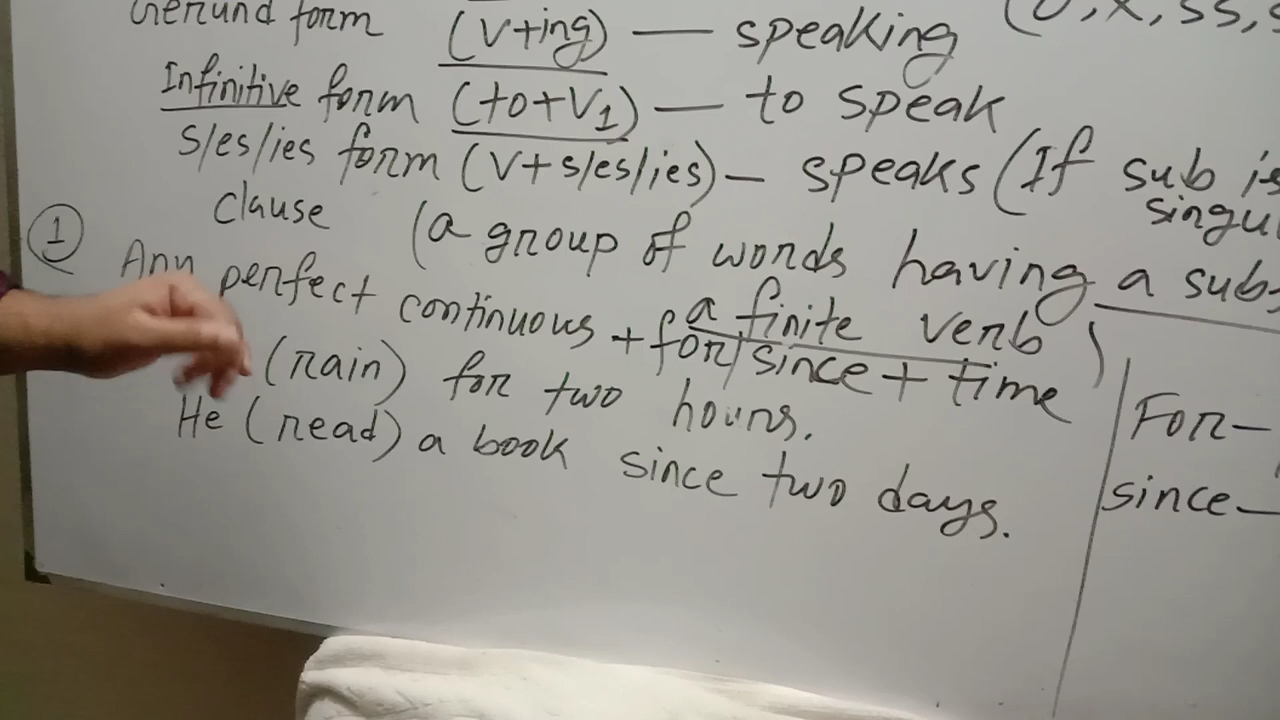 Gerund form (V+ing) — speaking (O, X, SS, S
Infinitive form (to+V1) — to speak
s/es/ies form (V+s/es/ies) — speaks (If sub is
singu
clause (a group of words having a sub
a finite verb)
① Any perfect continuous + for/since + time
(rain) for two hours.
He (read) a book since two days.
For—
since—